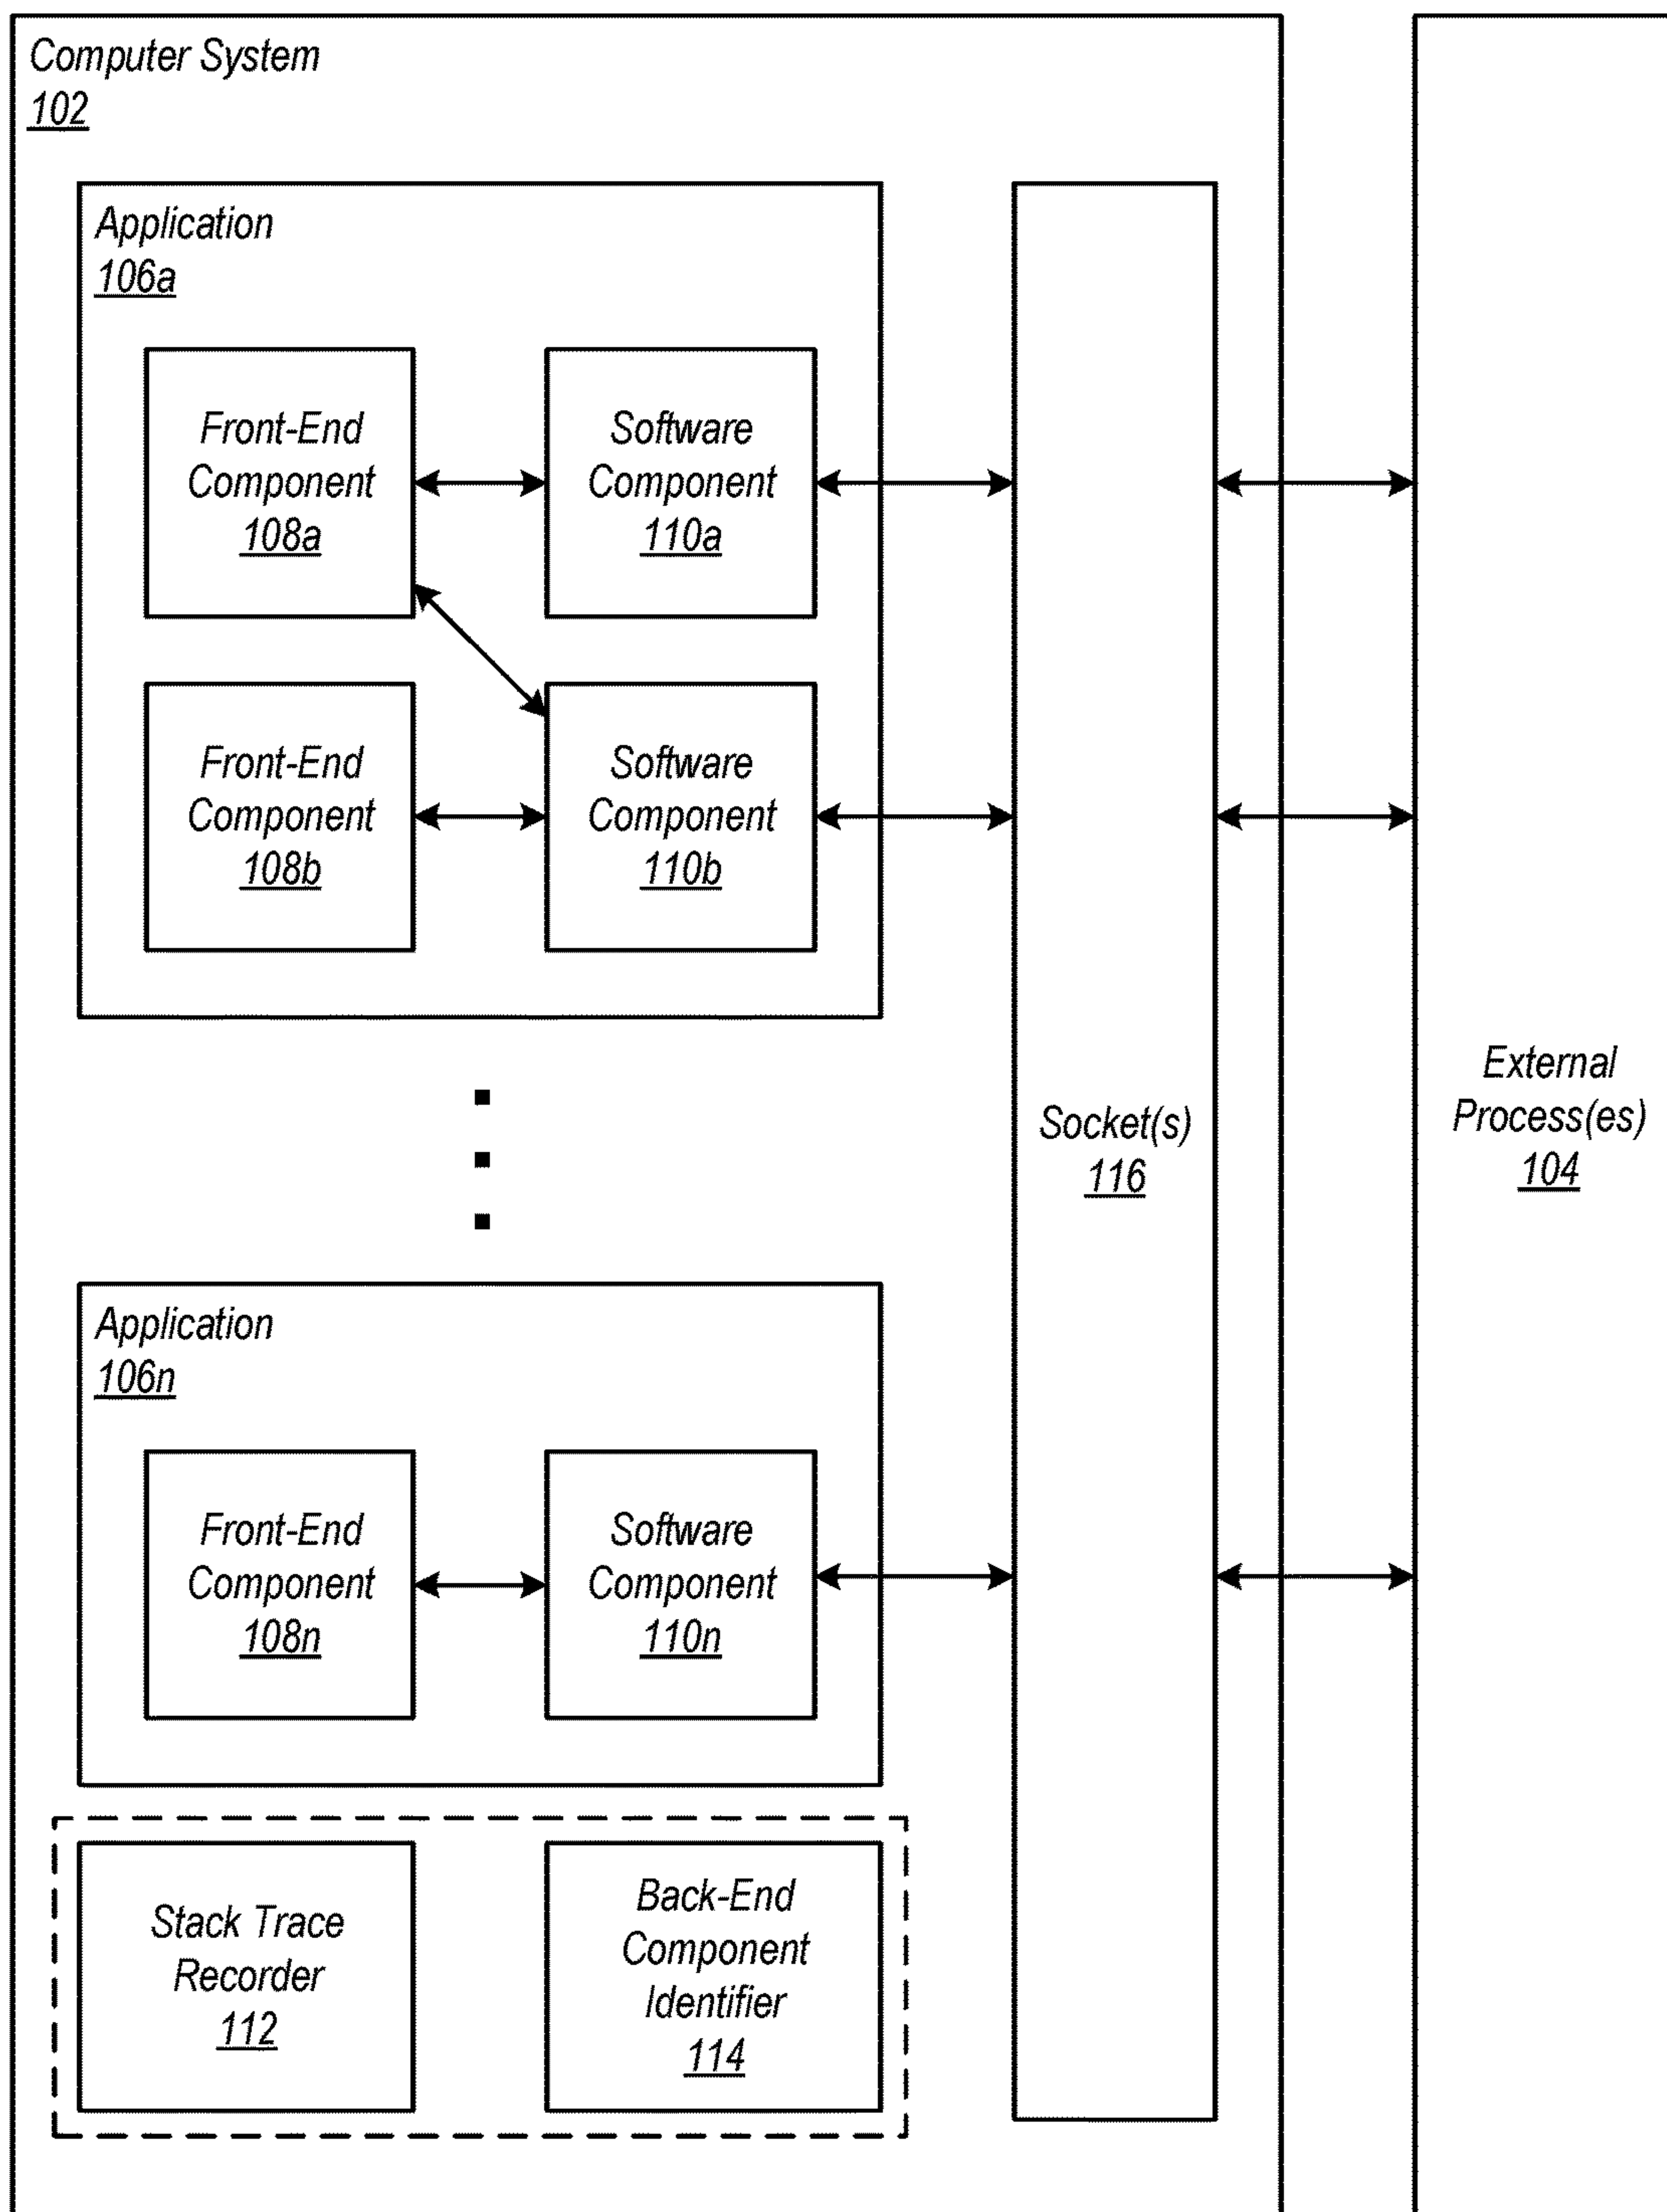 Computer System
102
Application
106a
Front-End
Component
108a
Software
Component
110a
Front-End
Component
108b
Software
Component
110b
Socket(s)
116
External
Process(es)
104
Application
106n
Front-End
Component
108n
Software
Component
110n
Stack Trace
Recorder
112
Back-End
Component
Identifier
114